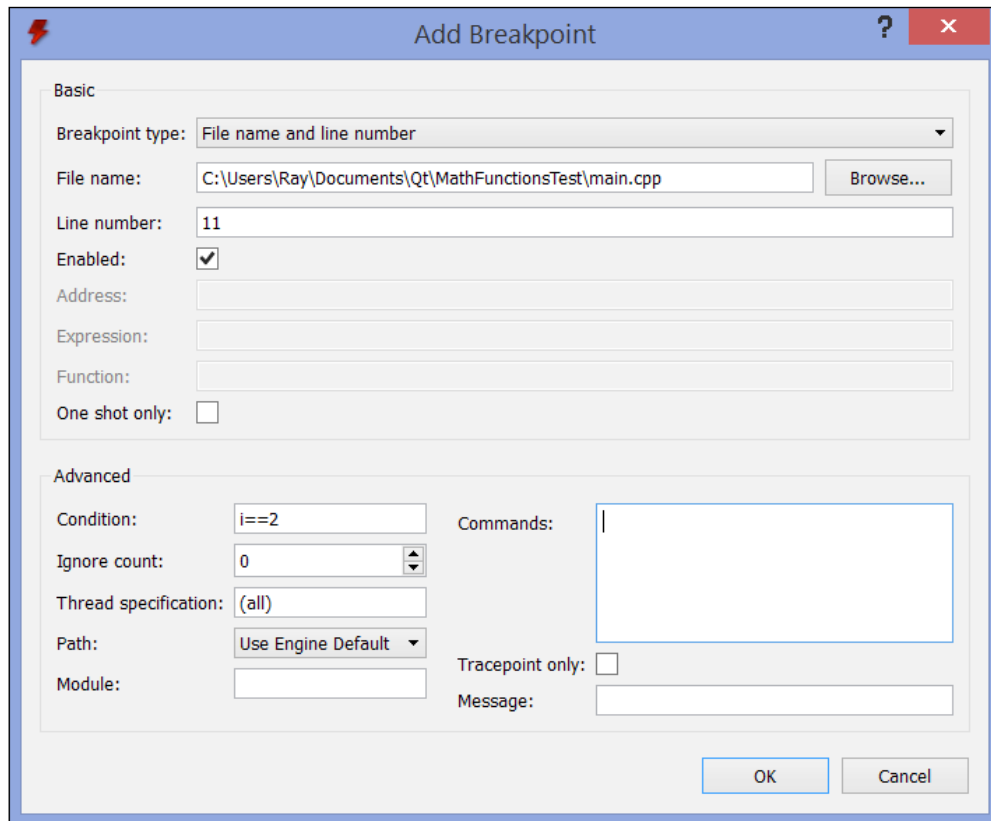 Add Breakpoint
?
x
Basic
Breakpoint type: File name and line number
File name: C:\Users\Ray\Documents\Qt\MathFunctionsTest\main.cpp Browse...
Line number: 11
Enabled:
Address:
Expression:
Function:
One shot only:
Advanced
Condition: i==2
Ignore count: 0
Thread specification: (all)
Path: Use Engine Default
Module:
Commands:
Tracepoint only:
Message:
OK
Cancel